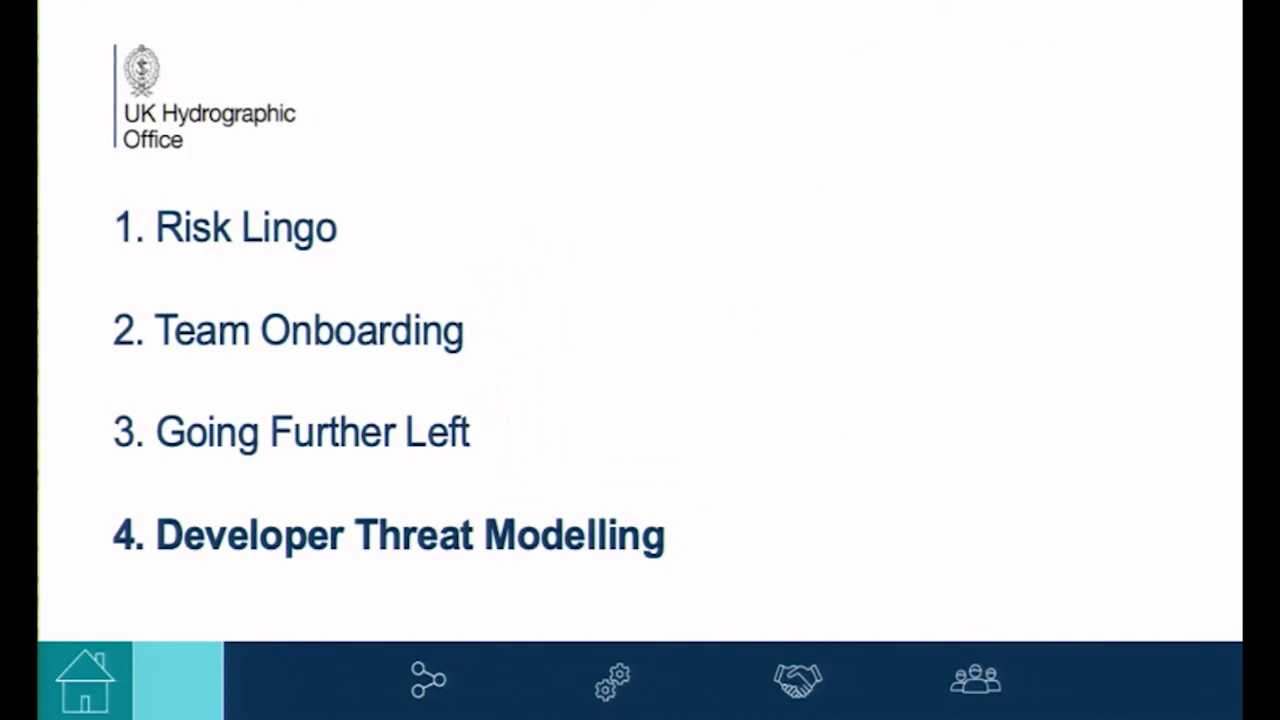 UK Hydrographic
Office
1. Risk Lingo
2. Team Onboarding
3. Going Further Left
4. Developer Threat Modelling